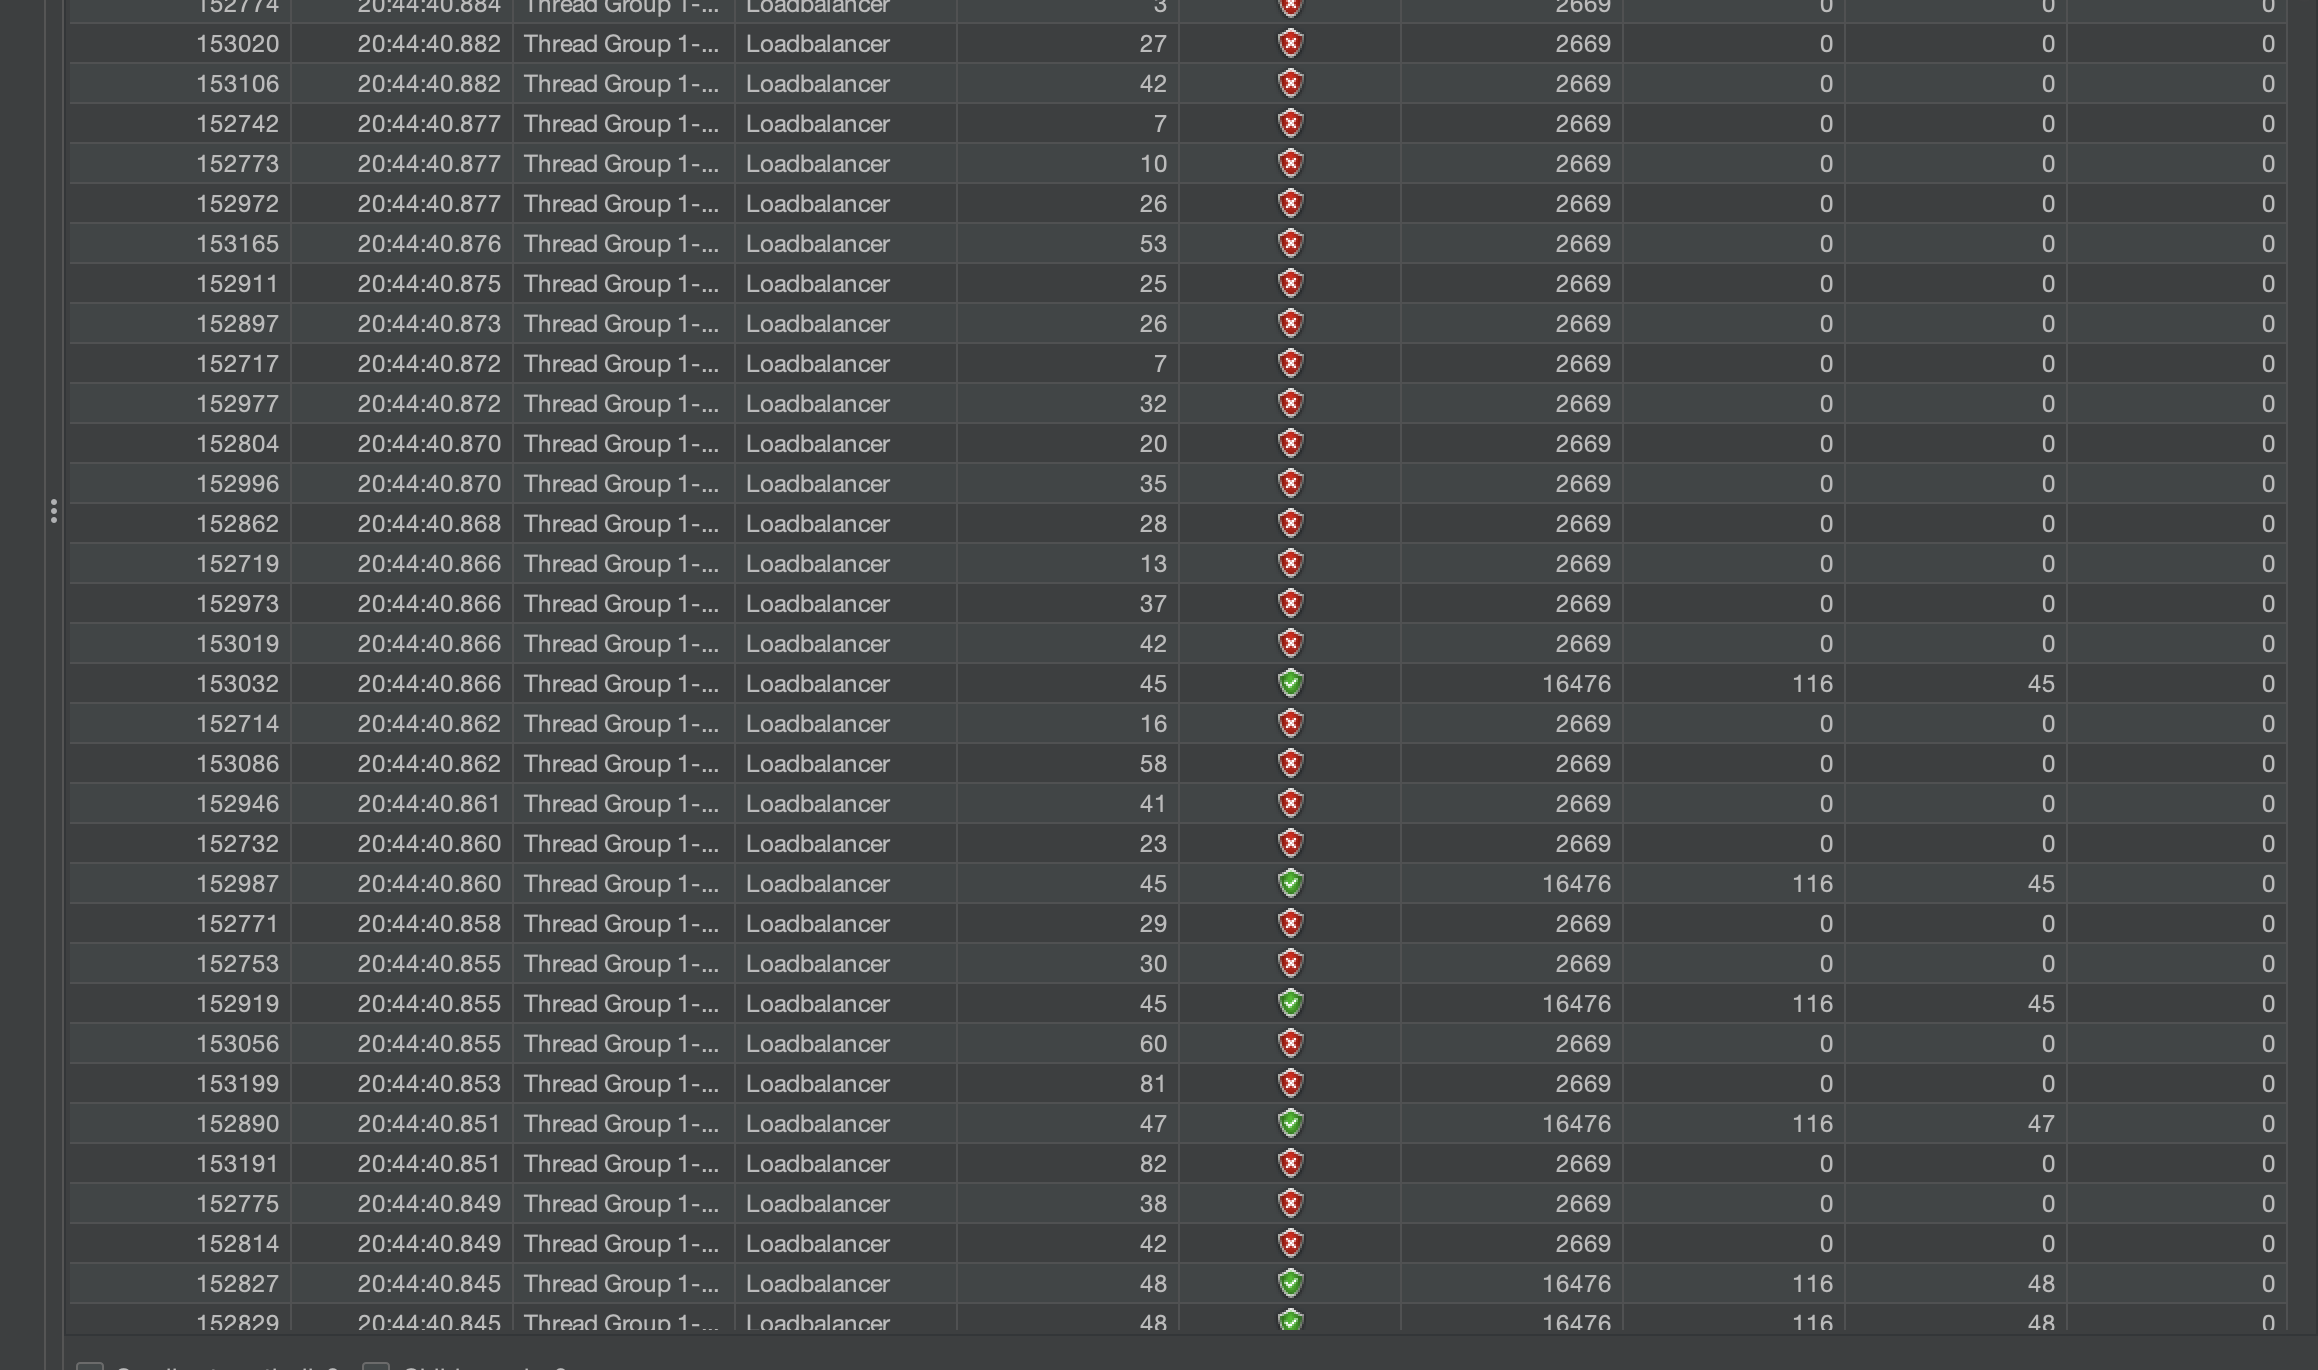 152774 20:44:40.884 Thread Group 1-... Loadbalancer 3 2669 0 0 0
153020 20:44:40.882 Thread Group 1-... Loadbalancer 27 2669 0 0 0
153106 20:44:40.882 Thread Group 1-... Loadbalancer 42 2669 0 0 0
152742 20:44:40.877 Thread Group 1-... Loadbalancer 7 2669 0 0 0
152773 20:44:40.877 Thread Group 1-... Loadbalancer 10 2669 0 0 0
152972 20:44:40.877 Thread Group 1-... Loadbalancer 26 2669 0 0 0
153165 20:44:40.876 Thread Group 1-... Loadbalancer 53 2669 0 0 0
152911 20:44:40.875 Thread Group 1-... Loadbalancer 25 2669 0 0 0
152897 20:44:40.873 Thread Group 1-... Loadbalancer 26 2669 0 0 0
152717 20:44:40.872 Thread Group 1-... Loadbalancer 7 2669 0 0 0
152977 20:44:40.872 Thread Group 1-... Loadbalancer 32 2669 0 0 0
152804 20:44:40.870 Thread Group 1-... Loadbalancer 20 2669 0 0 0
152996 20:44:40.870 Thread Group 1-... Loadbalancer 35 2669 0 0 0
152862 20:44:40.868 Thread Group 1-... Loadbalancer 28 2669 0 0 0
152719 20:44:40.866 Thread Group 1-... Loadbalancer 13 2669 0 0 0
152973 20:44:40.866 Thread Group 1-... Loadbalancer 37 2669 0 0 0
153019 20:44:40.866 Thread Group 1-... Loadbalancer 42 2669 0 0 0
153032 20:44:40.866 Thread Group 1-... Loadbalancer 45 16476 116 45 0
152714 20:44:40.862 Thread Group 1-... Loadbalancer 16 2669 0 0 0
153086 20:44:40.862 Thread Group 1-... Loadbalancer 58 2669 0 0 0
152946 20:44:40.861 Thread Group 1-... Loadbalancer 41 2669 0 0 0
152732 20:44:40.860 Thread Group 1-... Loadbalancer 23 2669 0 0 0
152987 20:44:40.860 Thread Group 1-... Loadbalancer 45 16476 116 45 0
152771 20:44:40.858 Thread Group 1-... Loadbalancer 29 2669 0 0 0
152753 20:44:40.855 Thread Group 1-... Loadbalancer 30 2669 0 0 0
152919 20:44:40.855 Thread Group 1-... Loadbalancer 45 16476 116 45 0
153056 20:44:40.855 Thread Group 1-... Loadbalancer 60 2669 0 0 0
153199 20:44:40.853 Thread Group 1-... Loadbalancer 81 2669 0 0 0
152890 20:44:40.851 Thread Group 1-... Loadbalancer 47 16476 116 47 0
153191 20:44:40.851 Thread Group 1-... Loadbalancer 82 2669 0 0 0
152775 20:44:40.849 Thread Group 1-... Loadbalancer 38 2669 0 0 0
152814 20:44:40.849 Thread Group 1-... Loadbalancer 42 2669 0 0 0
152827 20:44:40.845 Thread Group 1-... Loadbalancer 48 16476 116 48 0
152829 20:44:40.845 Thread Group 1-... Loadbalancer 48 16476 116 48 0